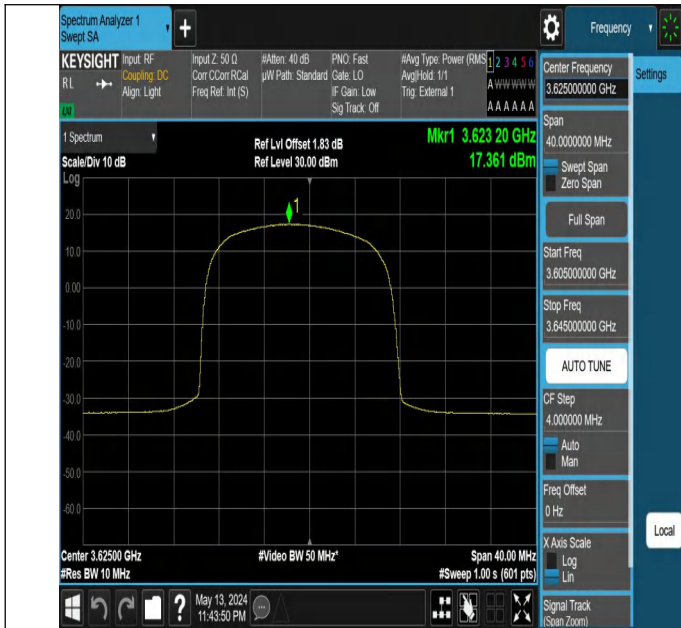 Spectrum Analyzer 1
Swept SA
+
Frequency
KEYSIGHT
RL
LXI
Input: RF
Coupling: DC
Align: Light
Input Z: 50 Ω
Corr CCorr RCal
Freq Ref: Int (S)
#Atten: 40 dB
µW Path: Standard
PNO: Fast
Gate: LO
IF Gain: Low
Sig Track: Off
#Avg Type: Power (RMS
Avg|Hold: 1/1
Trig: External 1
1 2 3 4 5 6
A W W W W W
A A A A A A
1 Spectrum
Scale/Div 10 dB
Log
Ref Lvl Offset 1.83 dB
Ref Level 30.00 dBm
Mkr1 3.623 20 GHz
17.361 dBm
1
20.0
10.0
0.00
-10.0
-20.0
-30.0
-40.0
-50.0
-60.0
Center 3.62500 GHz
#Res BW 10 MHz
#Video BW 50 MHz*
Span 40.00 MHz
#Sweep 1.00 s (601 pts)
Center Frequency
3.625000000 GHz
Settings
Span
40.0000000 MHz
Swept Span
Zero Span
Full Span
Start Freq
3.605000000 GHz
Stop Freq
3.645000000 GHz
AUTO TUNE
CF Step
4.000000 MHz
Auto
Man
Freq Offset
0 Hz
Local
X Axis Scale
Log
Lin
Signal Track
(Span Zoom)
?
May 13, 2024
11:43:50 PM